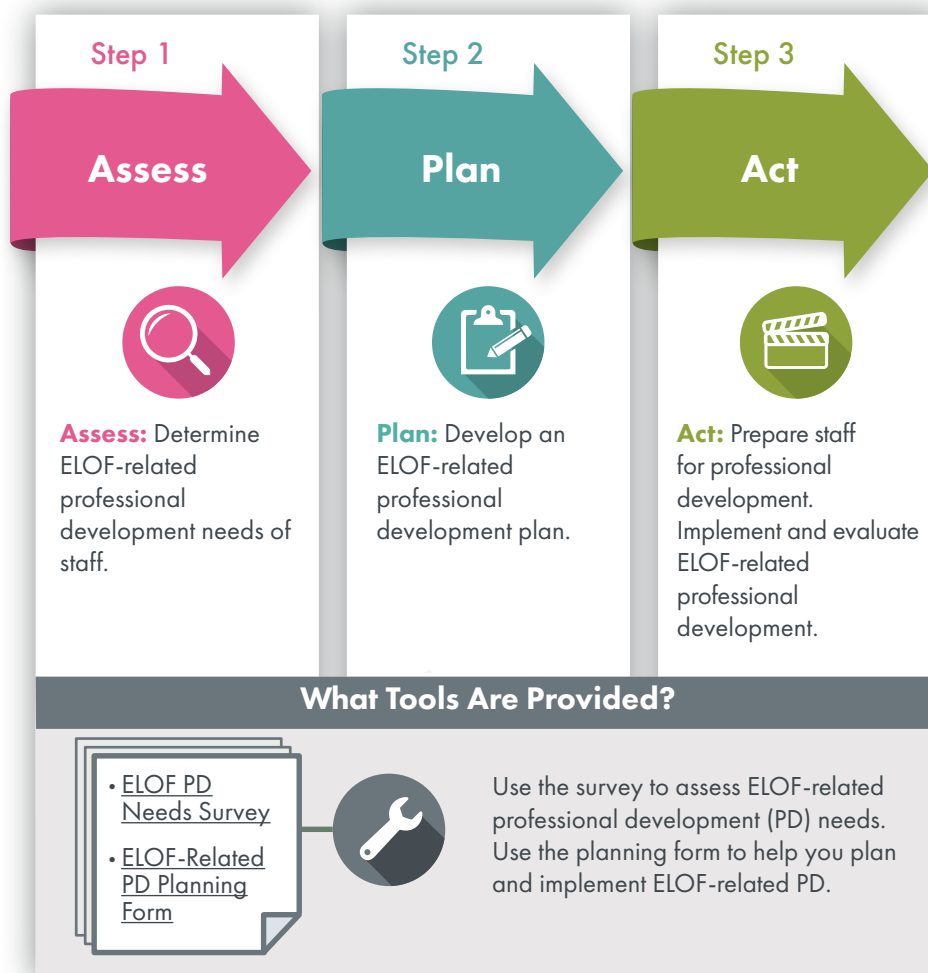 Step 1
Assess
Assess: Determine
ELOF-related
professional
development needs of
staff.
Step 2
Plan
Plan: Develop an
ELOF-related
professional
development plan.
Step 3
Act
Act: Prepare staff
for professional
development.
Implement and evaluate
ELOF-related
professional
development.
What Tools Are Provided?
• ELOF PD
Needs Survey
• ELOF-Related
PD Planning
Form
Use the survey to assess ELOF-related
professional development (PD) needs.
Use the planning form to help you plan
and implement ELOF-related PD.